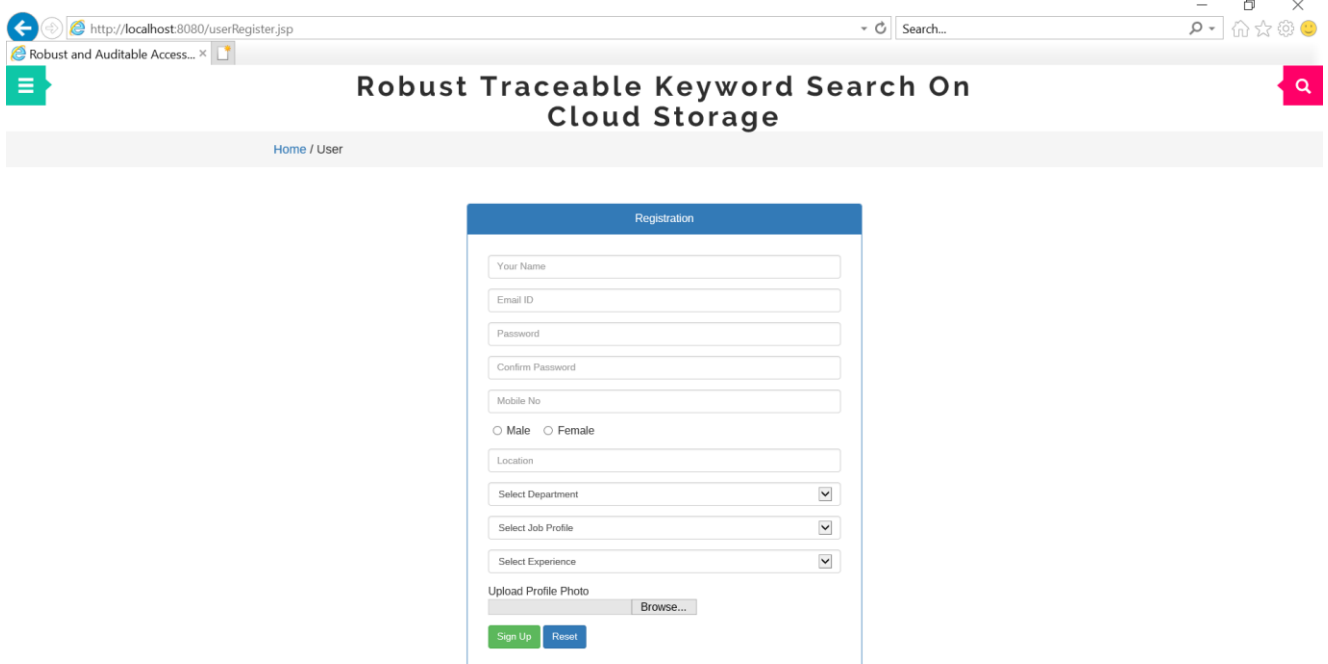 http://localhost:8080/userRegister.jsp
Search...
Robust and Auditable Access...
Robust Traceable Keyword Search On
Cloud Storage
Home / User
Registration
Your Name
Email ID
Password
Confirm Password
Mobile No
Male Female
Location
Select Department
Select Job Profile
Select Experience
Upload Profile Photo
Browse...
Sign Up Reset